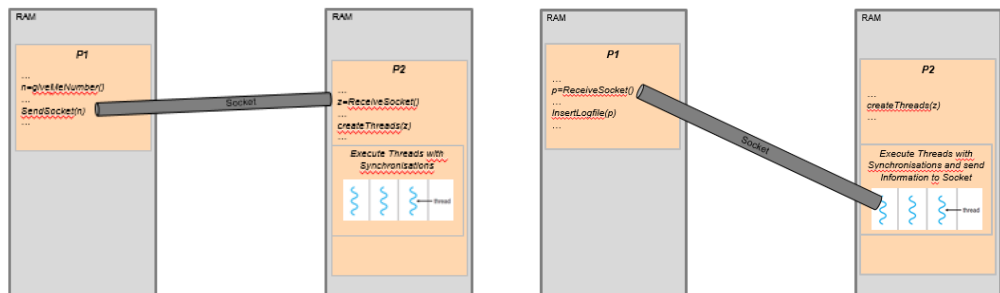 RAM
P1
...
n=giveMeNumber()
...
SendSocket(n)
...
Socket
RAM
P2
...
z=ReceiveSocket()
...
createThreads(z)
...
Execute Threads with
Synchronisations
thread
RAM
P1
...
p=ReceiveSocket()
...
InsertLogfile(p)
...
Socket
RAM
P2
...
createThreads(z)
...
Execute Threads with
Synchronisations and send
Information to Socket
thread